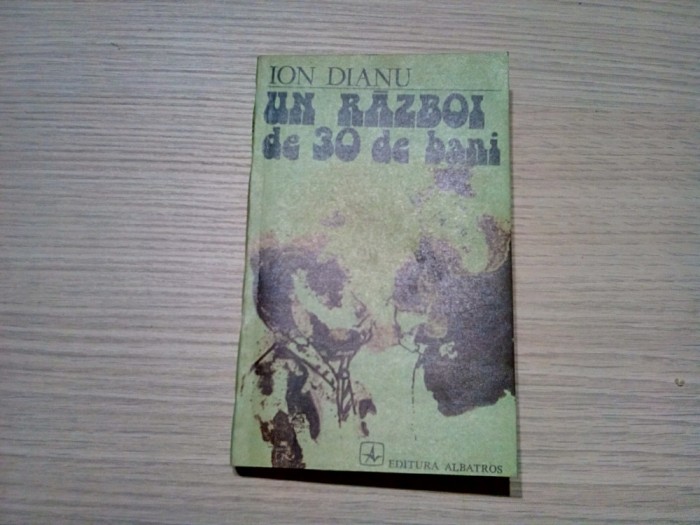 ION DIANU
UN RĂZBOI
de 30 de bani
EDITURA ALBATROS